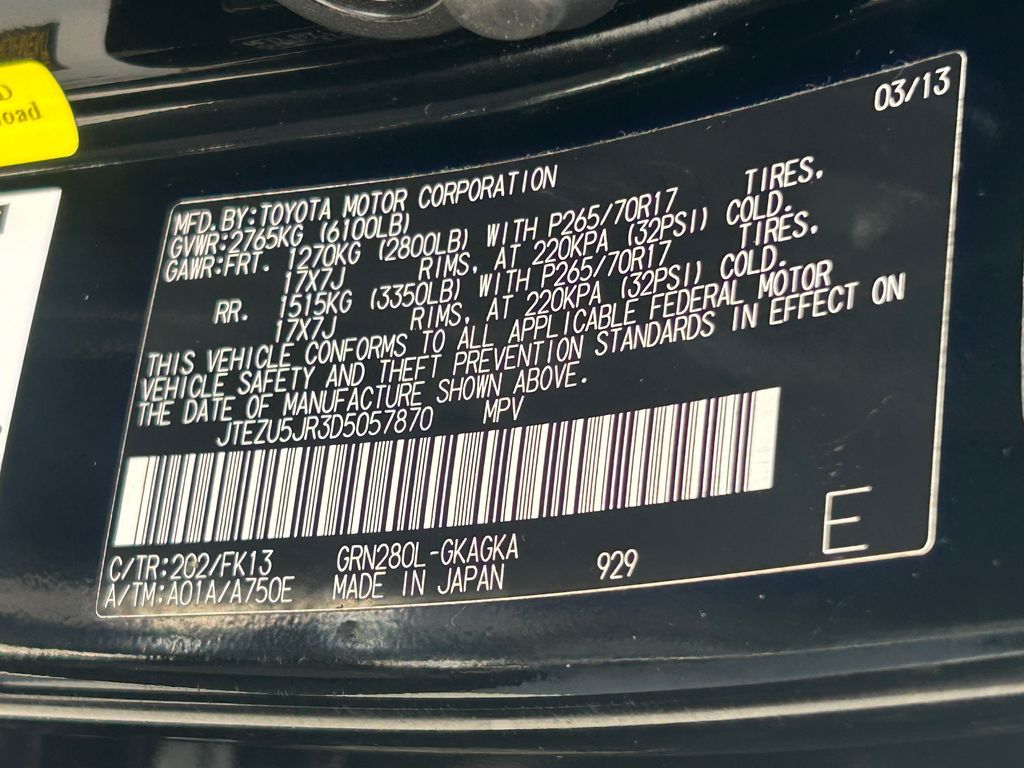 D
oad
03/13
MFD. BY: TOYOTA MOTOR CORPORATION
GVWR: 2765KG (6100LB)
GAWR: FRT. 1270KG (2800LB) WITH P265/70R17 TIRES,
17X7J RIMS, AT 220KPA (32PSI) COLD.
RR. 1515KG (3350LB) WITH P265/70R17 TIRES,
17X7J RIMS, AT 220KPA (32PSI) COLD.
THIS VEHICLE CONFORMS TO ALL APPLICABLE FEDERAL MOTOR
VEHICLE SAFETY AND THEFT PREVENTION STANDARDS IN EFFECT ON
THE DATE OF MANUFACTURE SHOWN ABOVE.
JTEZU5JR3D5057870 MPV
C/TR: 202/FK13 GRN280L-GKAGKA 929 E
A/TM: A01A/A750E MADE IN JAPAN